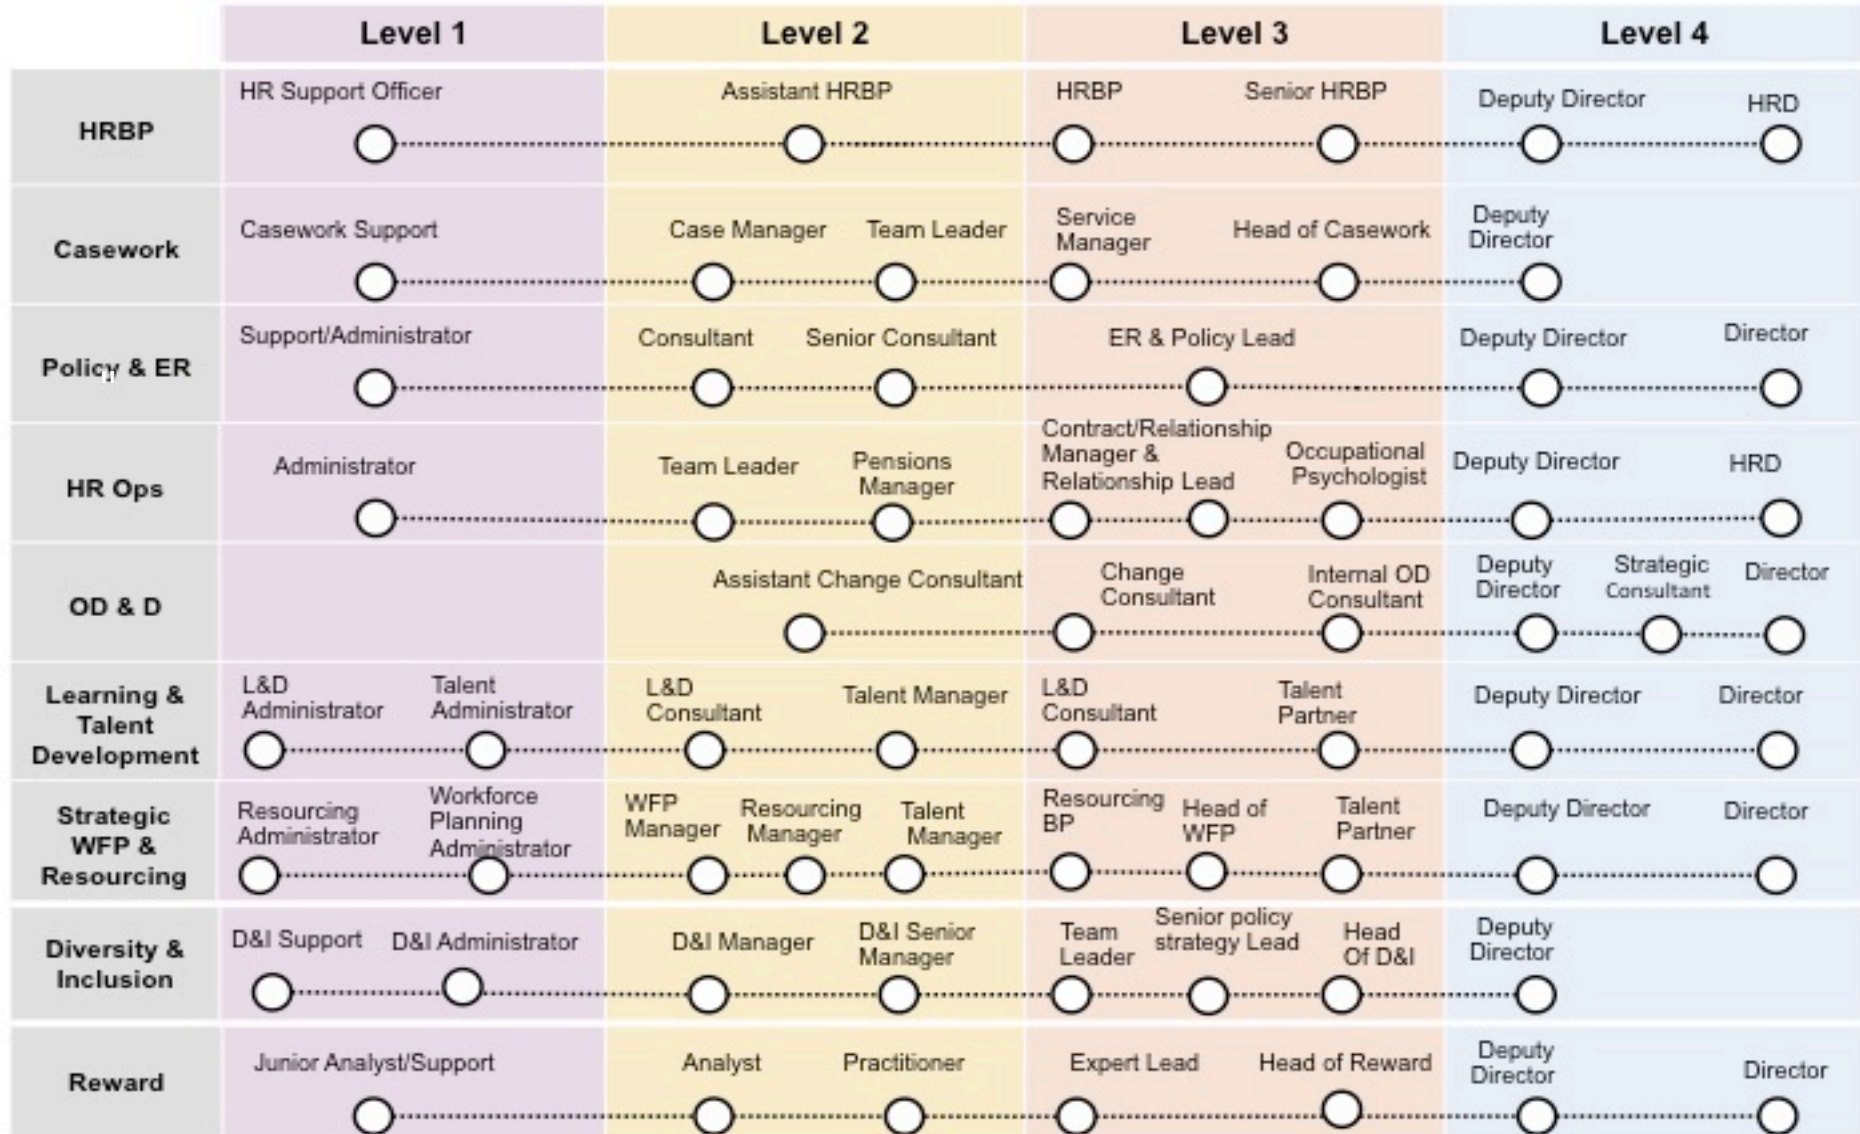 Level 1
Level 2
Level 3
Level 4
HRBP
HR Support Officer
Assistant HRBP
HRBP
Senior HRBP
Deputy Director
HRD
Casework
Casework Support
Case Manager
Team Leader
Service
Manager
Head of Casework
Deputy
Director
Policy & ER
Support/Administrator
Consultant
Senior Consultant
ER & Policy Lead
Deputy Director
Director
HR Ops
Administrator
Team Leader
Pensions
Manager
Contract/Relationship
Manager &
Relationship Lead
Occupational
Psychologist
Deputy Director
HRD
OD & D
Assistant Change Consultant
Change
Consultant
Internal OD
Consultant
Deputy
Director
Strategic
Consultant
Director
Learning &
Talent
Development
L&D
Administrator
Talent
Administrator
L&D
Consultant
Talent Manager
L&D
Consultant
Talent
Partner
Deputy Director
Director
Strategic
WFP &
Resourcing
Resourcing
Administrator
Workforce
Planning
Administrator
WFP
Manager
Resourcing
Manager
Talent
Manager
Resourcing
BP
Head of
WFP
Talent
Partner
Deputy Director
Director
Diversity &
Inclusion
D&I Support
D&I Administrator
D&I Manager
D&I Senior
Manager
Team
Leader
Senior policy
strategy Lead
Head
Of D&I
Deputy
Director
Reward
Junior Analyst/Support
Analyst
Practitioner
Expert Lead
Head of Reward
Deputy
Director
Director